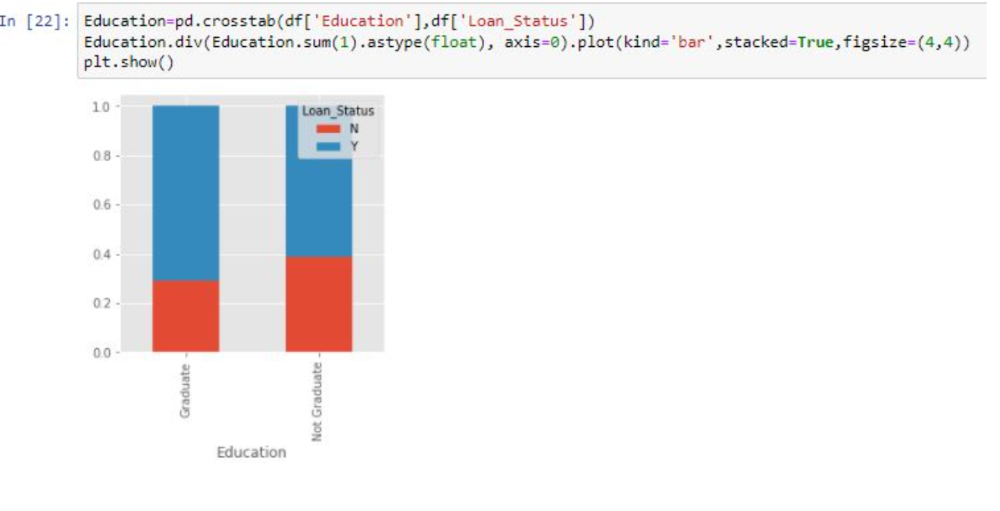 In [22]: Education=pd.crosstab(df['Education'],df['Loan_Status'])
Education.div(Education.sum(1).astype(float), axis=0).plot(kind='bar',stacked=True,figsize=(4,4))
plt.show()
Loan_Status
N
Y
1.0
0.8
0.6
0.4
0.2
0.0
Graduate
Not Graduate
Education